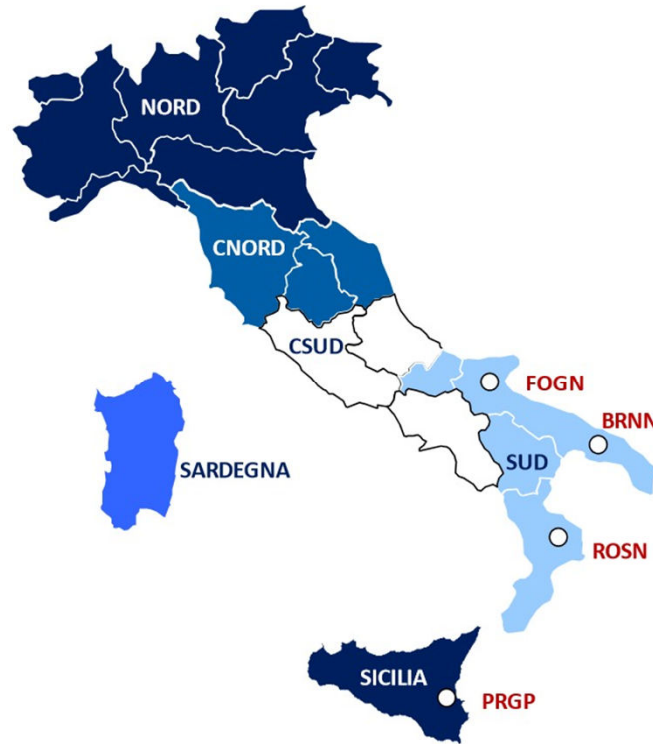 NORD
CNORD
CSUD
FOGN
BRNN
SUD
SARDEGNA
ROSN
SICILIA
PRGP